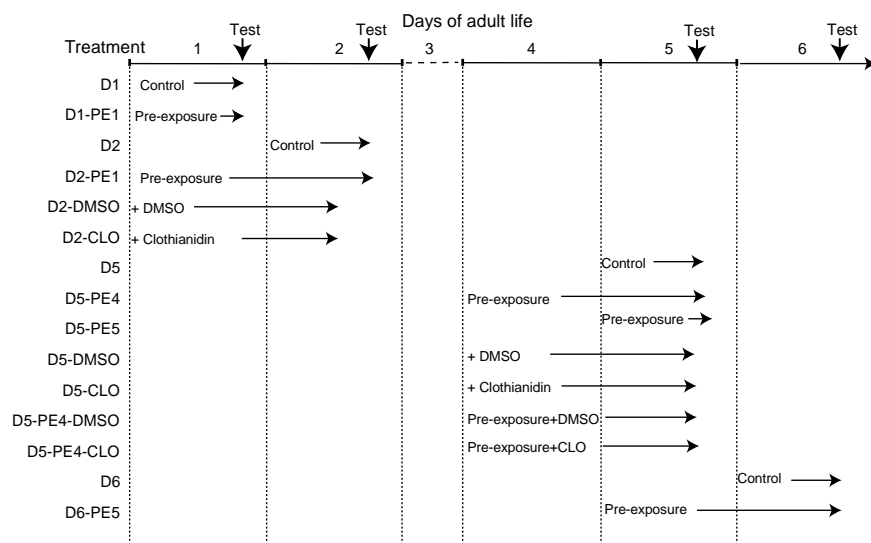 Days of adult life
Test Test Test Test
Treatment 1 2 3 4 5 6
D1 Control
D1-PE1 Pre-exposure
D2 Control
D2-PE1 Pre-exposure
D2-DMSO + DMSO
D2-CLO + Clothianidin
D5 Control
D5-PE4 Pre-exposure
D5-PE5 Pre-exposure
D5-DMSO + DMSO
D5-CLO + Clothianidin
D5-PE4-DMSO Pre-exposure+DMSO
D5-PE4-CLO Pre-exposure+CLO
D6 Control
D6-PE5 Pre-exposure